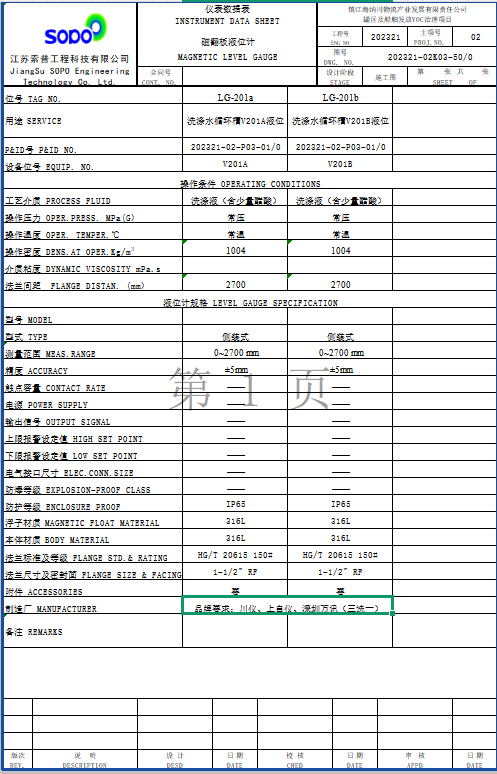 SOPO
江苏索普工程科技有限公司
JiangSu SOPO Engineering
Technology Co. Ltd.
仪表数据表
INSTRUMENT DATA SHEET
磁翻板液位计
MAGNETIC LEVEL GAUGE
镇江海纳川物流产业发展有限责任公司
罐区及船舶发放VOC治理项目
工程号 ENG NO 202321 主项号 PROJ.NO. 02
图号 DWG. NO. 202321-02K03-50/0
合同号 CONT. NO. 设计阶段 STAGE 施工图 第 张 共 张 SHEET OF
位号 TAG NO. LG-201a LG-201b
用途 SERVICE 洗涤水循环槽V201A液位 洗涤水循环槽V201B液位
P&ID号 P&ID NO. 202321-02-P03-01/0 202321-02-P03-01/0
设备位号 EQUIP. NO. V201A V201B
操作条件 OPERATING CONDITIONS
工艺介质 PROCESS FLUID 洗涤液（含少量醋酸） 洗涤液（含少量醋酸）
操作压力 OPER.PRESS. MPa(G) 常压 常压
操作温度 OPER. TEMPER.℃ 常温 常温
操作密度 DENS.AT OPER.Kg/m³ 1004 1004
介质粘度 DYNAMIC VISCOSITY mPa.s
法兰间距 FLANGE DISTAN. (mm) 2700 2700
液位计规格 LEVEL GAUGE SPECIFICATION
型号 MODEL
型式 TYPE 侧装式 侧装式
测量范围 MEAS.RANGE 0~2700 mm 0~2700 mm
精度 ACCURACY ±5mm ±5mm
第 1 页
触点容量 CONTACT RATE —— ——
电源 POWER SUPPLY —— ——
输出信号 OUTPUT SIGNAL —— ——
上限报警设定值 HIGH SET POINT —— ——
下限报警设定值 LOW SET POINT —— ——
电气接口尺寸 ELEC.CONN.SIZE —— ——
防爆等级 EXPLOSION-PROOF CLASS —— ——
防护等级 ENCLOSURE PROOF IP65 IP65
浮子材质 MAGNETIC FLOAT MATERIAL 316L 316L
本体材质 BODY MATERIAL 316L 316L
法兰标准及等级 FLANGE STD.& RATING HG/T 20615 150# HG/T 20615 150#
法兰尺寸及密封面 FLANGE SIZE & FACING 1-1/2" RF 1-1/2" RF
附件 ACCESSORIES 要 要
制造厂 MANUFACTURER 品牌要求：川仪、上自仪、深圳万讯（三选一）
备注 REMARKS
版次 说 明 设 计 日 期 校 核 日 期 审 核 日 期
REV. DESCRIPTION DESD DATE CHED DATE APPD DATE